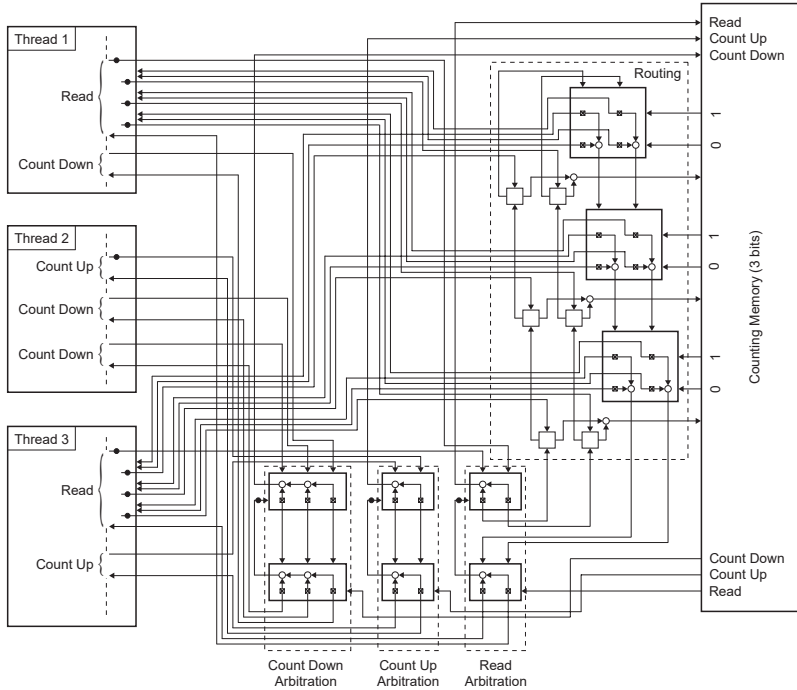 Thread 1
Read
Count Down
Thread 2
Count Up
Count Down
Count Down
Thread 3
Read
Count Up
Routing
Read
Count Up
Count Down
1
0
1
0
1
0
Counting Memory (3 bits)
Count Down
Count Up
Read
Count Down
Arbitration
Count Up
Arbitration
Read
Arbitration